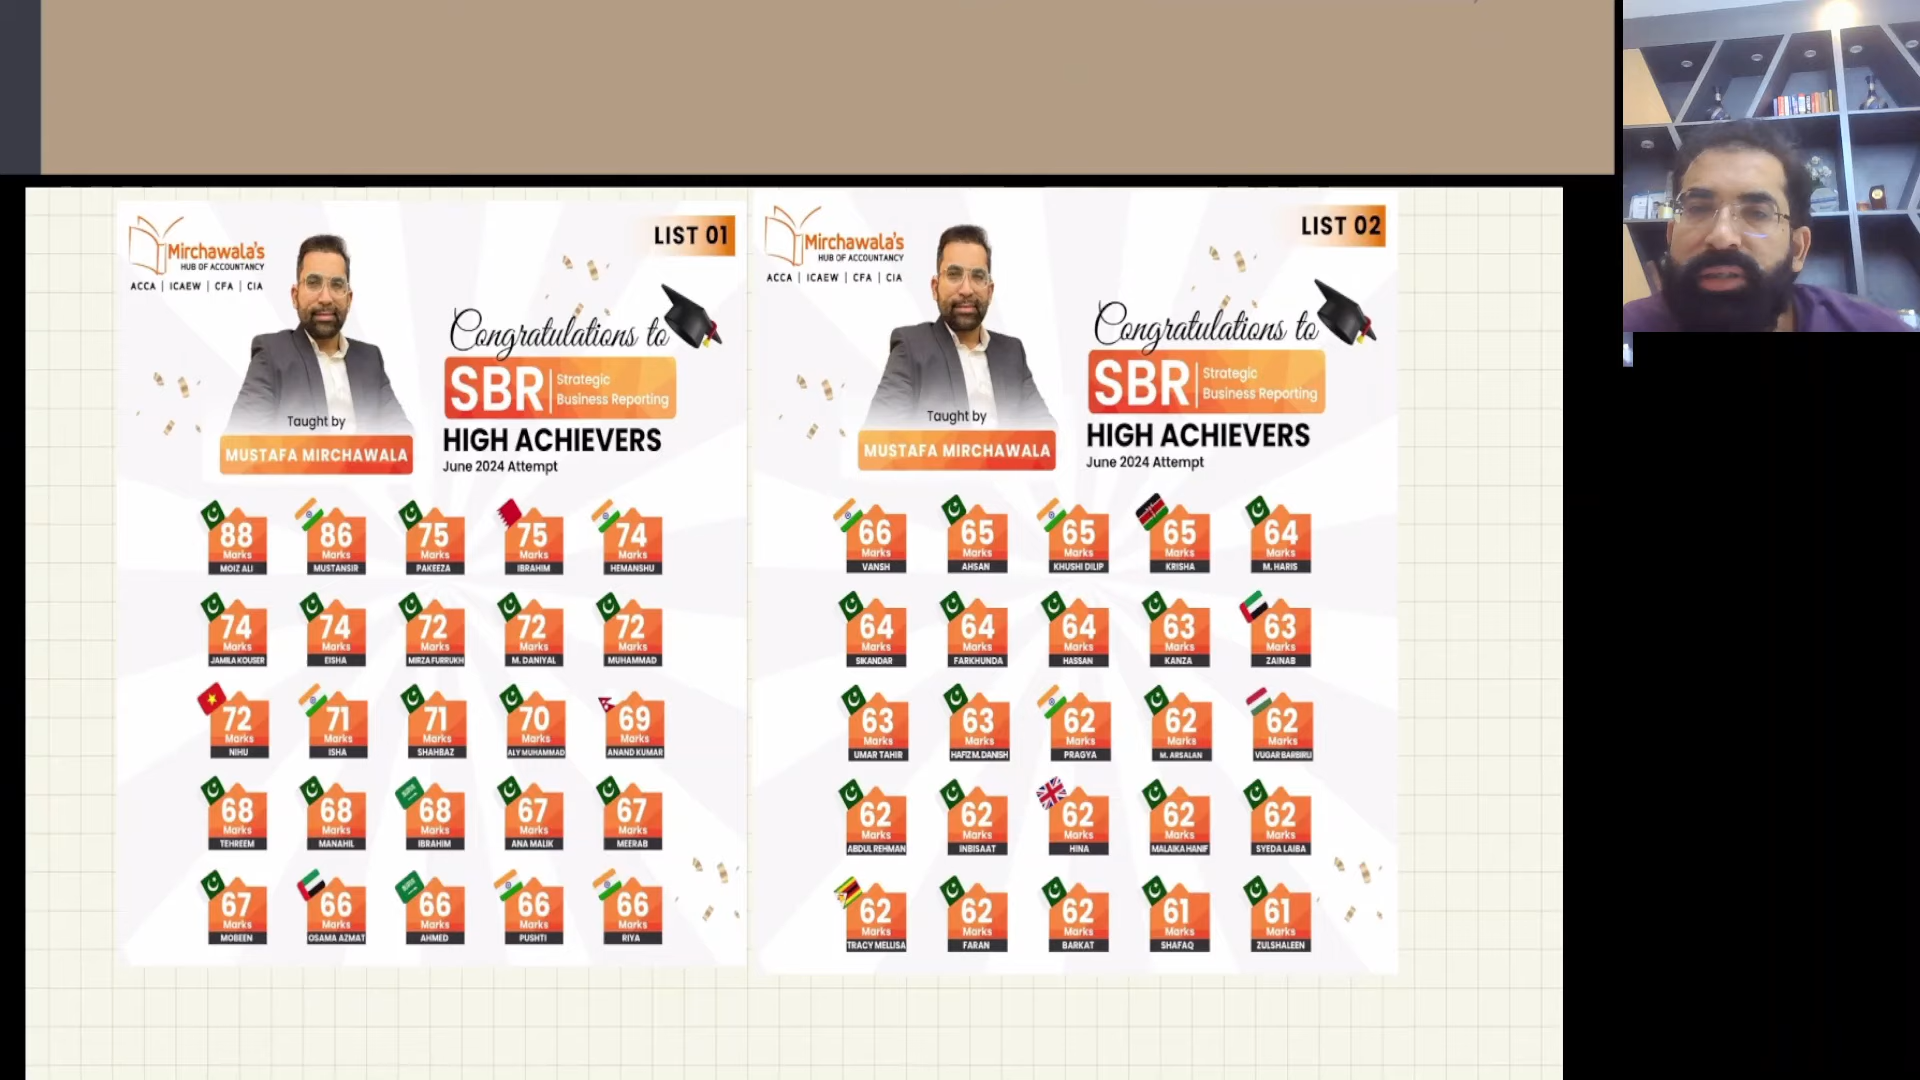 Mirchawala's
HUB OF ACCOUNTANCY
ACCA | ICAEW | CFA | CIA
LIST 01
Congratulations to
SBR
Strategic
Business Reporting
HIGH ACHIEVERS
June 2024 Attempt
Taught by
MUSTAFA MIRCHAWALA
88 Marks MOIZ ALI
86 Marks MUSTANSIR
75 Marks PAKEEZA
75 Marks IBRAHIM
74 Marks HEMANSHU
74 Marks JAMILA KOUSER
74 Marks EISHA
72 Marks MIRZA FURRUKH
72 Marks M. DANIYAL
72 Marks MUHAMMAD
72 Marks NIHU
71 Marks ISHA
71 Marks SHAHBAZ
70 Marks ALY MUHAMMAD
69 Marks ANAND KUMAR
68 Marks TEHREEM
68 Marks MANAHIL
68 Marks IBRAHIM
67 Marks ANA MALIK
67 Marks MEERAB
67 Marks MOBEEN
66 Marks OSAMA AZMAT
66 Marks AHMED
66 Marks PUSHTI
66 Marks RIYA
Mirchawala's
HUB OF ACCOUNTANCY
ACCA | ICAEW | CFA | CIA
LIST 02
Congratulations to
SBR
Strategic
Business Reporting
HIGH ACHIEVERS
June 2024 Attempt
Taught by
MUSTAFA MIRCHAWALA
66 Marks VANSH
65 Marks AHSAN
65 Marks KHUSHI DILIP
65 Marks KRISHA
64 Marks M. HARIS
64 Marks SIKANDAR
64 Marks FARKHUNDA
64 Marks HASSAN
63 Marks KANZA
63 Marks ZAINAB
63 Marks UMAR TAHIR
63 Marks HAFIZ M. DANISH
62 Marks PRAGYA
62 Marks M. ARSALAN
62 Marks VUGAR
62 Marks ABDUL REHMAN
62 Marks INBISAAT
62 Marks HINA
62 Marks MALAIKA HANIF
62 Marks SYEDA LAIBA
62 Marks TRACY MELLISA
62 Marks FARAN
62 Marks BARKAT
61 Marks SHAFAQ
61 Marks ZULSHALEEN